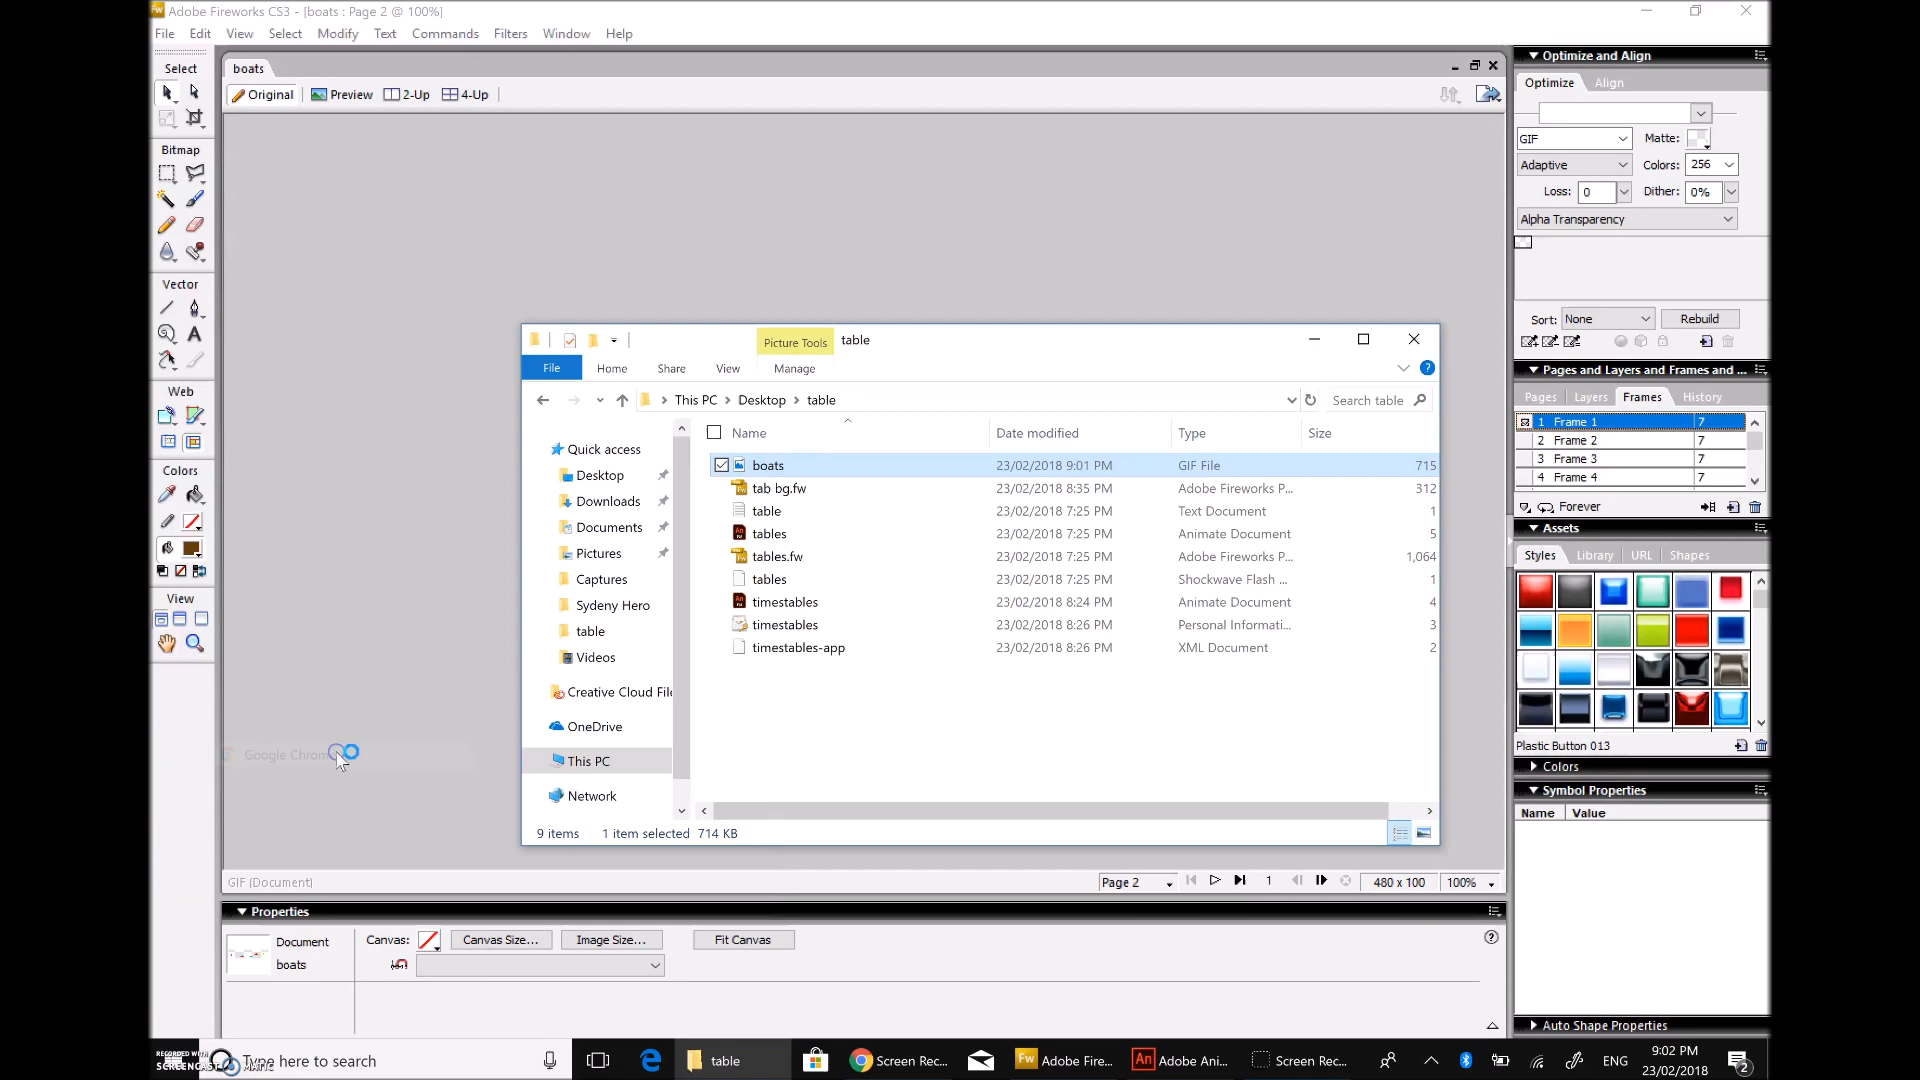 Adobe Fireworks CS3 - [boats : Page 2 @ 100%]
File Edit View Select Modify Text Commands Filters Window Help
Select
Bitmap
Vector
Web
Colors
View
boats
Original Preview 2-Up 4-Up
Picture Tools table
File Home Share View Manage
This PC > Desktop > table
Search table
Name Date modified Type Size
boats 23/02/2018 9:01 PM GIF File 715
tab bg.fw 23/02/2018 8:35 PM Adobe Fireworks P... 312
table 23/02/2018 7:25 PM Text Document 1
tables 23/02/2018 7:25 PM Animate Document 5
tables.fw 23/02/2018 7:25 PM Adobe Fireworks P... 1,064
tables 23/02/2018 7:25 PM Shockwave Flash ... 1
timestables 23/02/2018 8:24 PM Animate Document 4
timestables 23/02/2018 8:26 PM Personal Informati... 3
timestables-app 23/02/2018 8:26 PM XML Document 2
Quick access
Desktop
Downloads
Documents
Pictures
Captures
Sydeny Hero
table
Videos
Creative Cloud File
OneDrive
This PC
Network
9 items 1 item selected 714 KB
Google Chrom
GIF (Document)
Page 2 1 480 x 100 100%
Properties
Document
boats
Canvas: Canvas Size... Image Size... Fit Canvas
Optimize and Align
Optimize Align
GIF Matte:
Adaptive Colors: 256
Loss: 0 Dither: 0%
Alpha Transparency
Sort: None Rebuild
Pages and Layers and Frames and ...
Pages Layers Frames History
1 Frame 1 7
2 Frame 2 7
3 Frame 3 7
4 Frame 4 7
Forever
Assets
Styles Library URL Shapes
Plastic Button 013
Colors
Symbol Properties
Name Value
Auto Shape Properties
RECORDED WITH
SCREENCAST MATIC
Type here to search
table
Screen Rec...
Adobe Fire...
Adobe Ani...
Screen Rec...
ENG
9:02 PM
23/02/2018
2